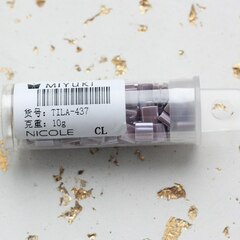 MIYUKI
货号: TILA-437
克重: 10g
NICOLE CL